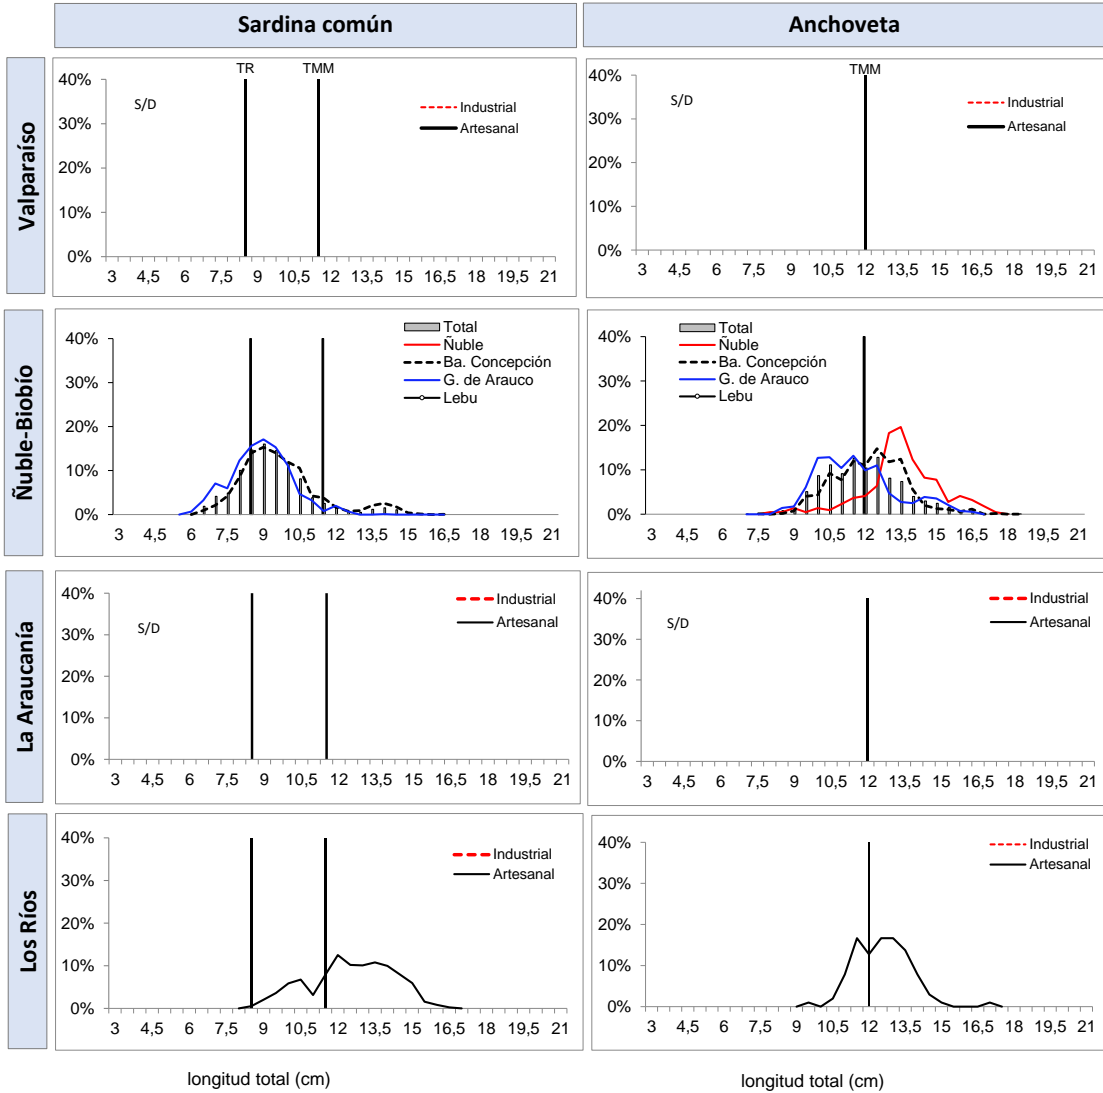 Sardina común
Anchoveta
Valparaíso
TR TMM
40%
30%
20%
10%
0%
S/D
Industrial
Artesanal
3 4,5 6 7,5 9 10,5 12 13,5 15 16,5 18 19,5 21
TMM
40%
30%
20%
10%
0%
S/D
Industrial
Artesanal
3 4,5 6 7,5 9 10,5 12 13,5 15 16,5 18 19,5 21
Ñuble-Biobío
40%
30%
20%
10%
0%
Total
Ñuble
Ba. Concepción
G. de Arauco
Lebu
3 4,5 6 7,5 9 10,5 12 13,5 15 16,5 18 19,5 21
40%
30%
20%
10%
0%
Total
Ñuble
Ba. Concepción
G. de Arauco
Lebu
3 4,5 6 7,5 9 10,5 12 13,5 15 16,5 18 19,5 21
La Araucanía
40%
30%
20%
10%
0%
S/D
Industrial
Artesanal
3 4,5 6 7,5 9 10,5 12 13,5 15 16,5 18 19,5 21
40%
30%
20%
10%
0%
S/D
Industrial
Artesanal
3 4,5 6 7,5 9 10,5 12 13,5 15 16,5 18 19,5 21
Los Ríos
40%
30%
20%
10%
0%
Industrial
Artesanal
3 4,5 6 7,5 9 10,5 12 13,5 15 16,5 18 19,5 21
40%
30%
20%
10%
0%
Industrial
Artesanal
3 4,5 6 7,5 9 10,5 12 13,5 15 16,5 18 19,5 21
longitud total (cm)
longitud total (cm)